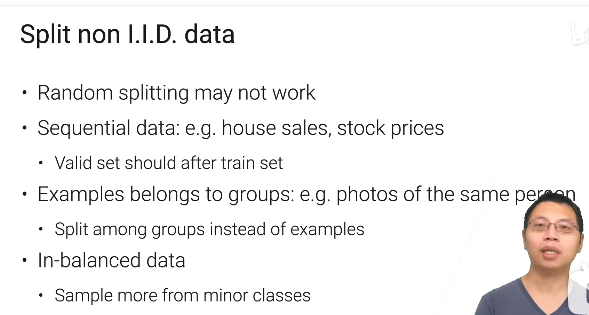 Split non I.I.D. data
• Random splitting may not work
• Sequential data: e.g. house sales, stock prices
• Valid set should after train set
• Examples belongs to groups: e.g. photos of the same person
• Split among groups instead of examples
• In-balanced data
• Sample more from minor classes